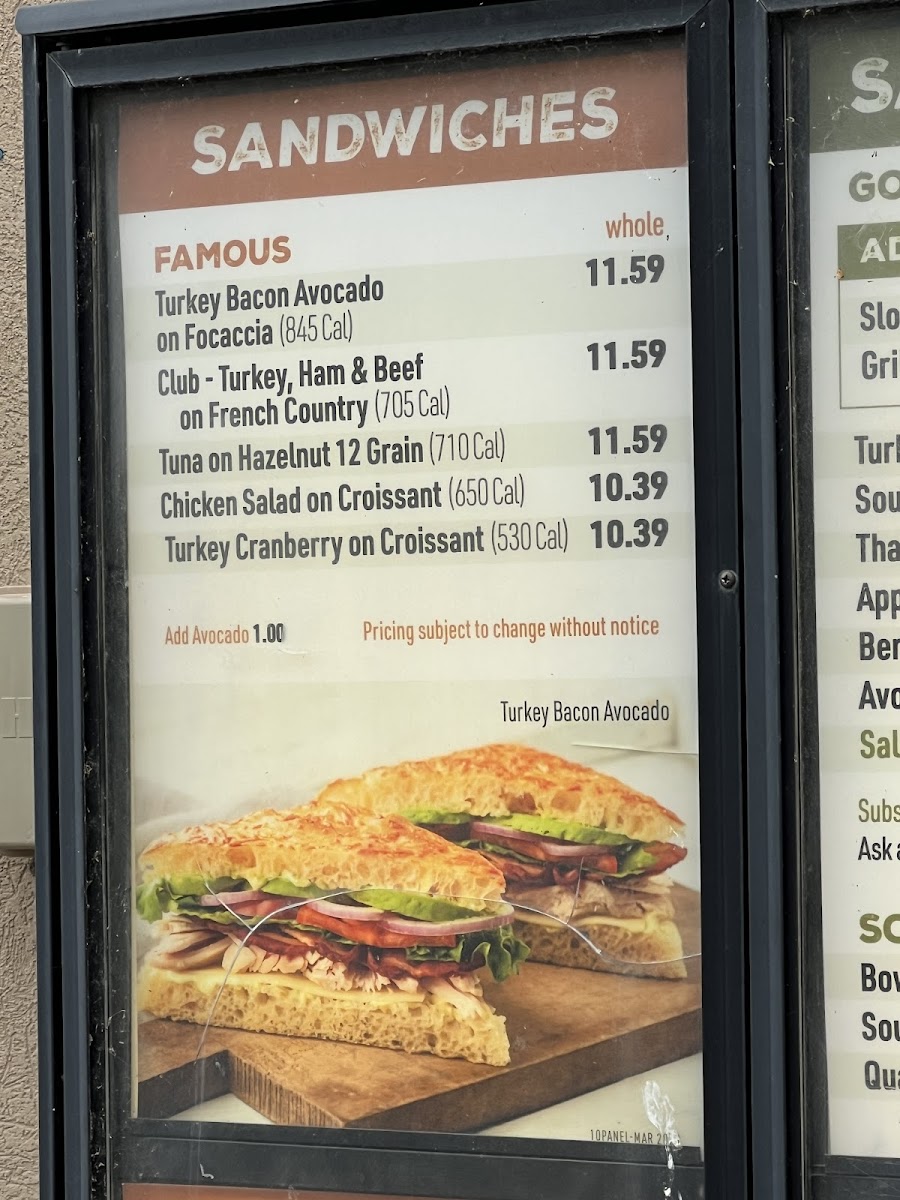 SANDWICHES
FAMOUS
whole
Turkey Bacon Avocado
on Focaccia (845 Cal)
11.59
Club - Turkey, Ham & Beef
on French Country (705 Cal)
11.59
Tuna on Hazelnut 12 Grain (710 Cal)
11.59
Chicken Salad on Croissant (650 Cal)
10.39
Turkey Cranberry on Croissant (530 Cal)
10.39
Add Avocado 1.00
Pricing subject to change without notice
Turkey Bacon Avocado
10PANEL-MAR
Ask